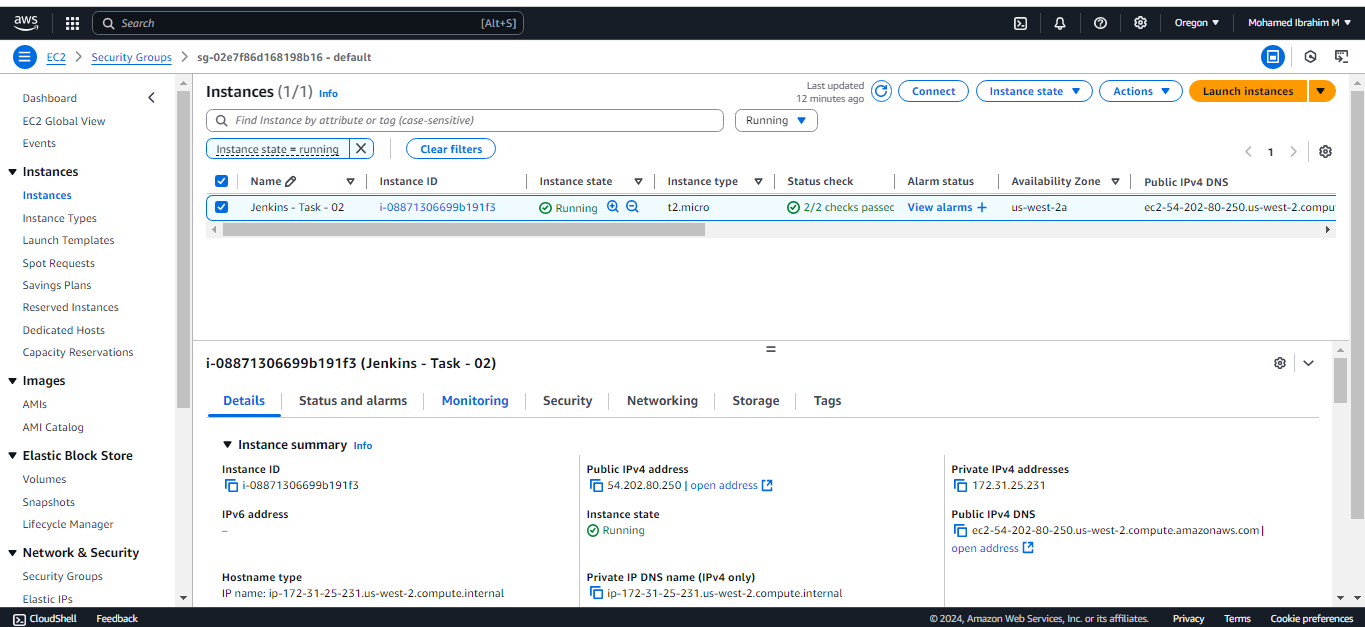 aws
Search [Alt+S]
Oregon ▼ Mohamed Ibrahim M ▼
EC2 > Security Groups > sg-02e7f86d168198b16 - default
Dashboard
EC2 Global View
Events
▼ Instances
Instances
Instance Types
Launch Templates
Spot Requests
Savings Plans
Reserved Instances
Dedicated Hosts
Capacity Reservations
▼ Images
AMIs
AMI Catalog
▼ Elastic Block Store
Volumes
Snapshots
Lifecycle Manager
▼ Network & Security
Security Groups
Elastic IPs
Instances (1/1) Info
Last updated
12 minutes ago
Connect
Instance state ▼
Actions ▼
Launch instances
Find Instance by attribute or tag (case-sensitive)
Running ▼
Instance state = running
Clear filters
1
Name Instance ID Instance state Instance type Status check Alarm status Availability Zone Public IPv4 DNS
Jenkins - Task - 02 i-08871306699b191f3 Running t2.micro 2/2 checks passec View alarms + us-west-2a ec2-54-202-80-250.us-west-2.compu
i-08871306699b191f3 (Jenkins - Task - 02)
Details Status and alarms Monitoring Security Networking Storage Tags
▼ Instance summary Info
Instance ID
i-08871306699b191f3
Public IPv4 address
54.202.80.250 | open address
Private IPv4 addresses
172.31.25.231
IPv6 address
–
Instance state
Running
Public IPv4 DNS
ec2-54-202-80-250.us-west-2.compute.amazonaws.com |
open address
Hostname type
IP name: ip-172-31-25-231.us-west-2.compute.internal
Private IP DNS name (IPv4 only)
ip-172-31-25-231.us-west-2.compute.internal
CloudShell Feedback
© 2024, Amazon Web Services, Inc. or its affiliates. Privacy Terms Cookie preferences